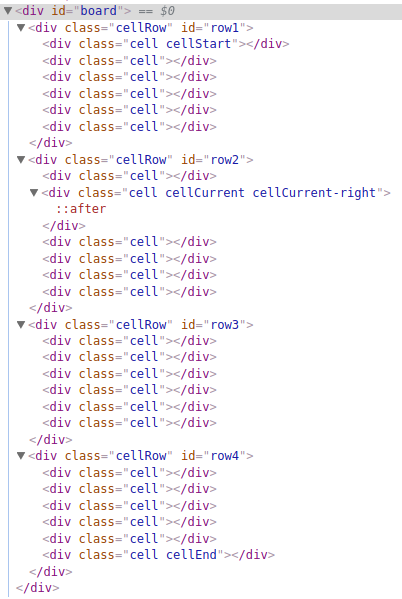 ▼<div id="board"> == $0
▼<div class="cellRow" id="row1">
<div class="cell cellStart"></div>
<div class="cell"></div>
<div class="cell"></div>
<div class="cell"></div>
<div class="cell"></div>
<div class="cell"></div>
</div>
▼<div class="cellRow" id="row2">
<div class="cell"></div>
▼<div class="cell cellCurrent cellCurrent-right">
::after
</div>
<div class="cell"></div>
<div class="cell"></div>
<div class="cell"></div>
<div class="cell"></div>
</div>
▼<div class="cellRow" id="row3">
<div class="cell"></div>
<div class="cell"></div>
<div class="cell"></div>
<div class="cell"></div>
<div class="cell"></div>
<div class="cell"></div>
</div>
▼<div class="cellRow" id="row4">
<div class="cell"></div>
<div class="cell"></div>
<div class="cell"></div>
<div class="cell"></div>
<div class="cell"></div>
<div class="cell cellEnd"></div>
</div>
</div>